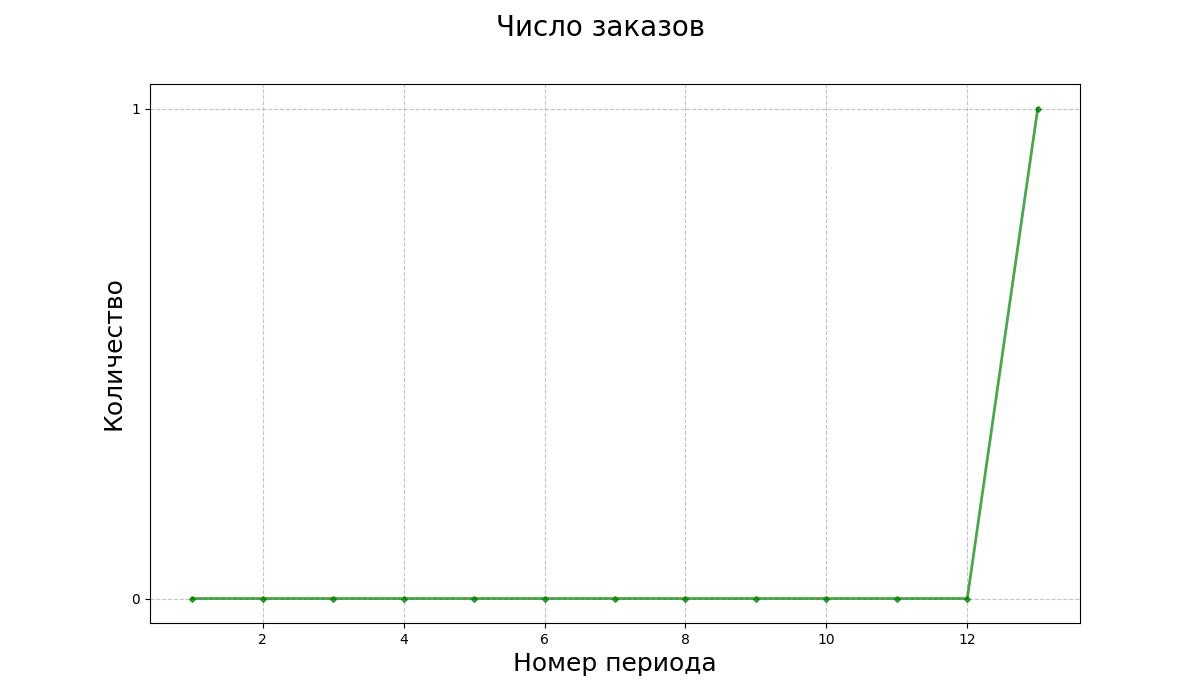 Число заказов
Количество
1
0
2 4 6 8 10 12
Номер периода